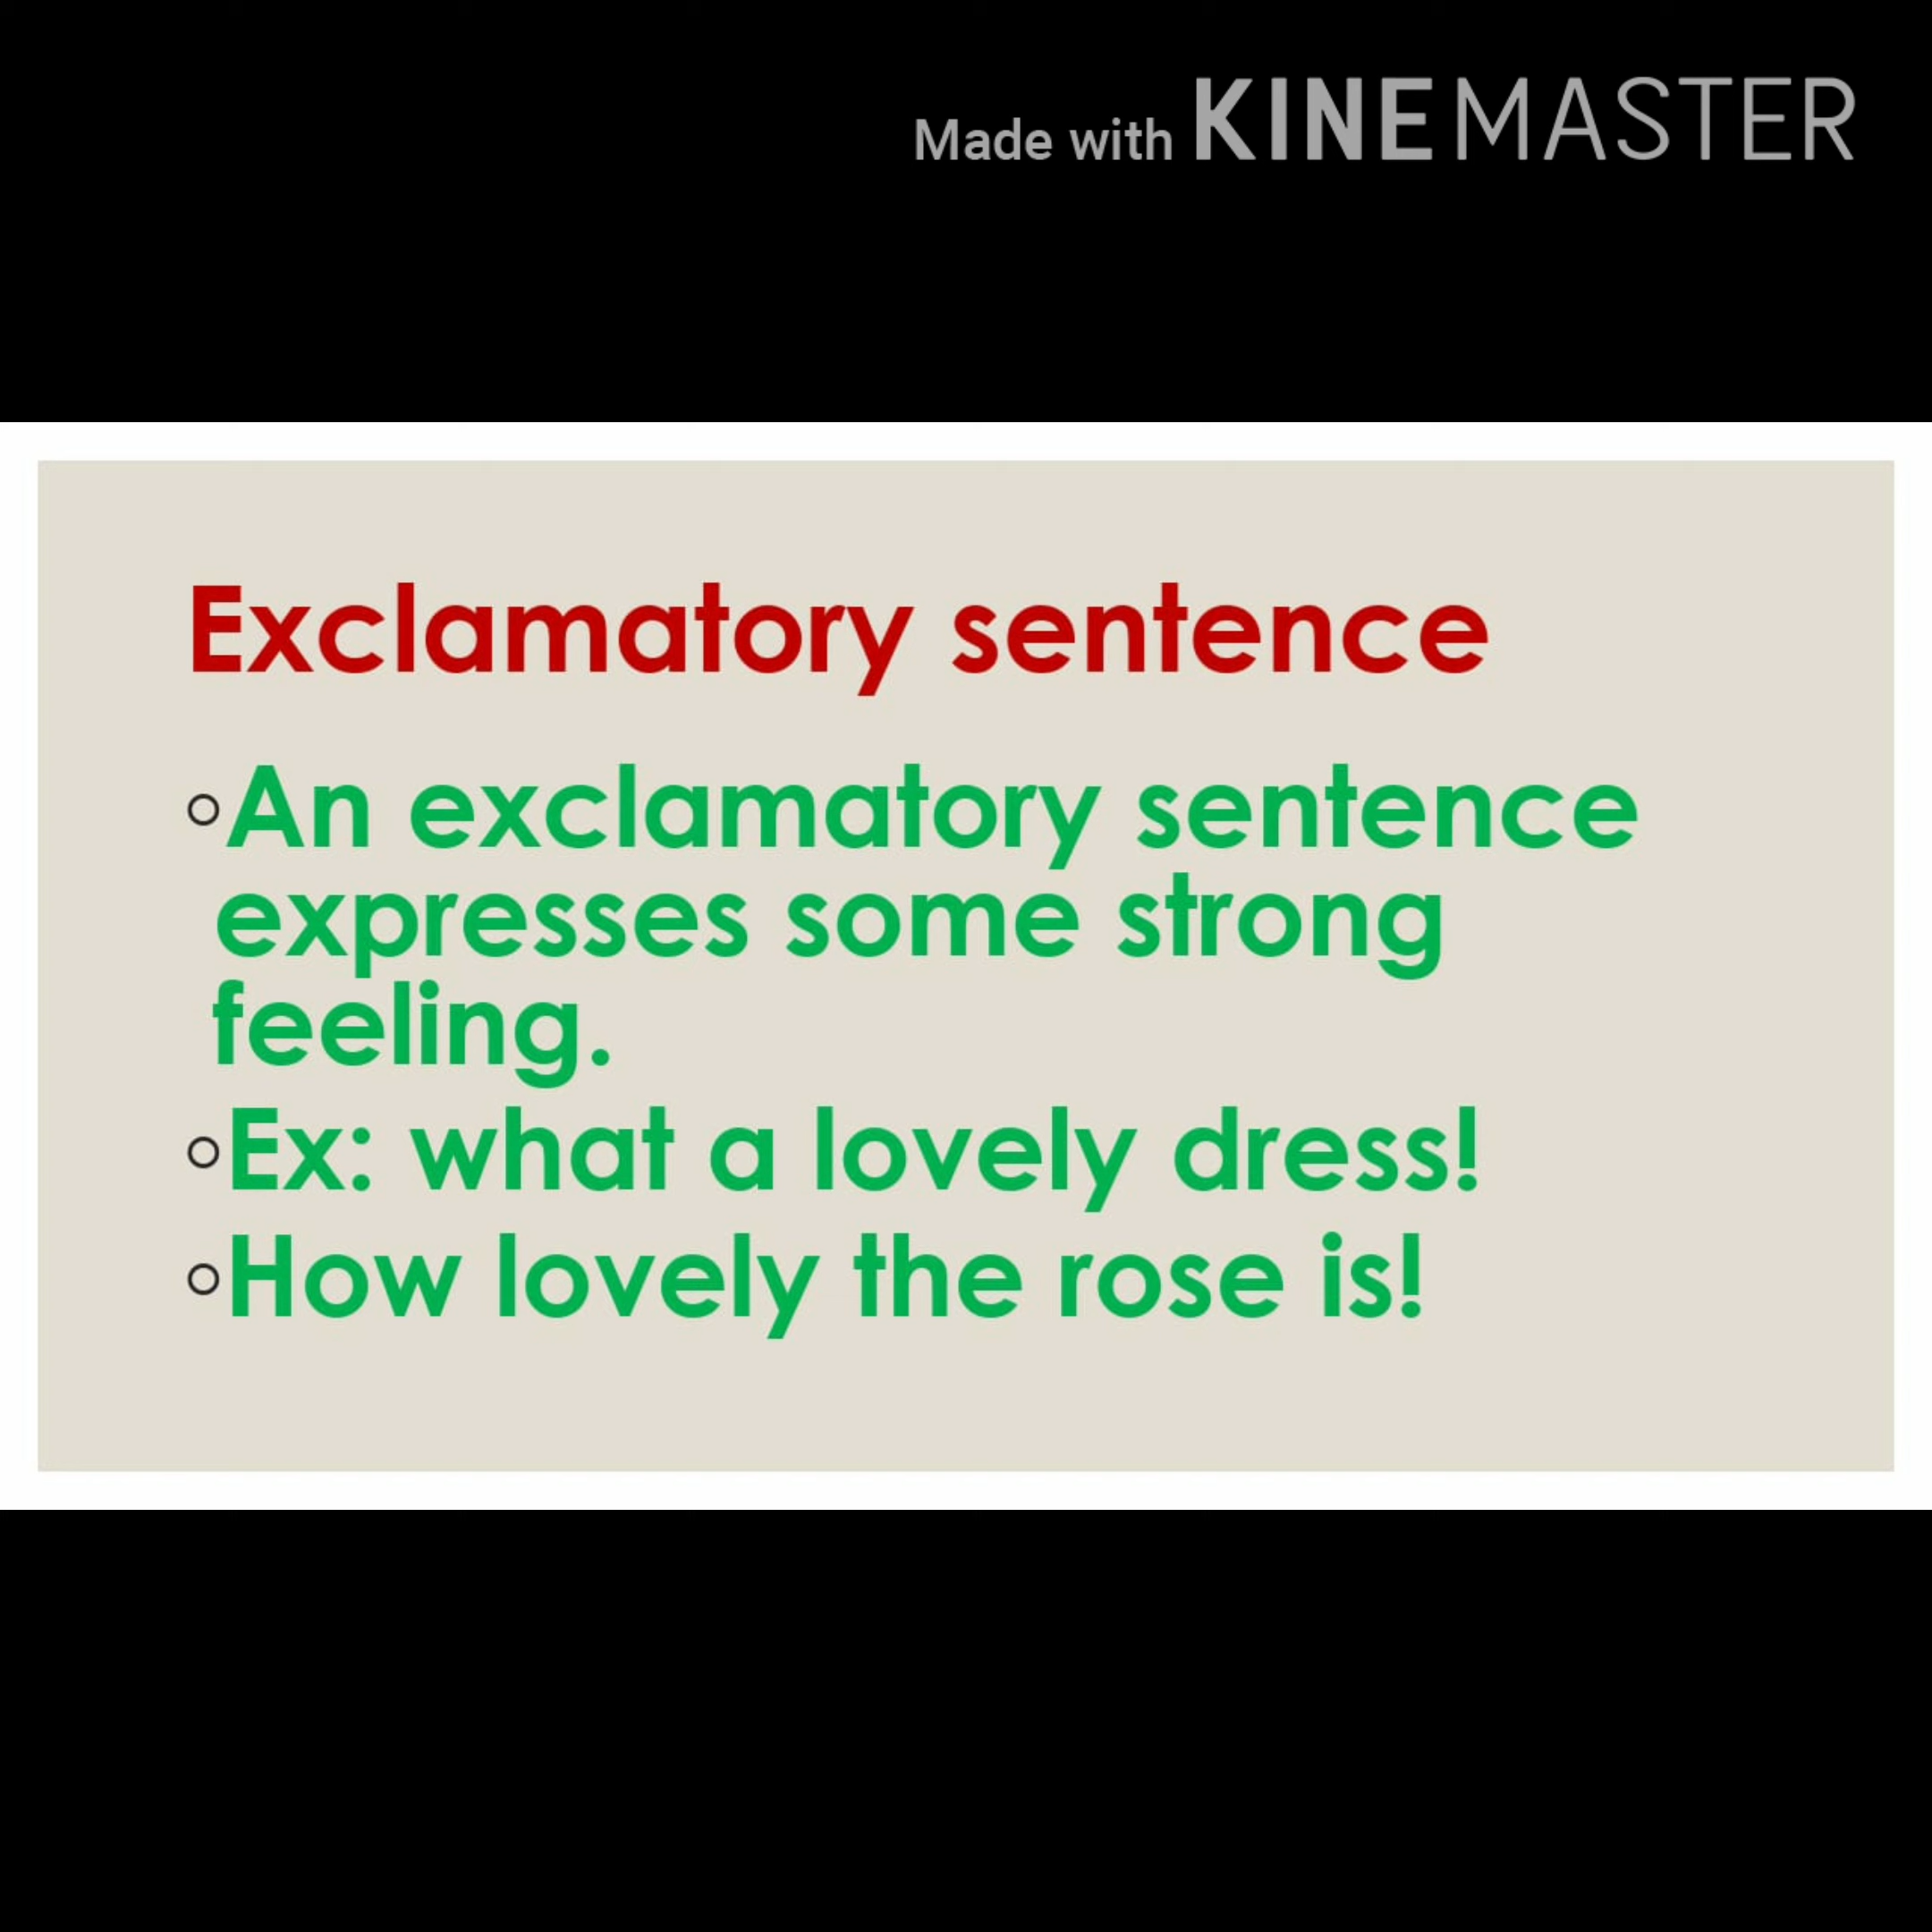 Made with KINEMASTER
Exclamatory sentence
◦An exclamatory sentence
expresses some strong
feeling.
◦Ex: what a lovely dress!
◦How lovely the rose is!